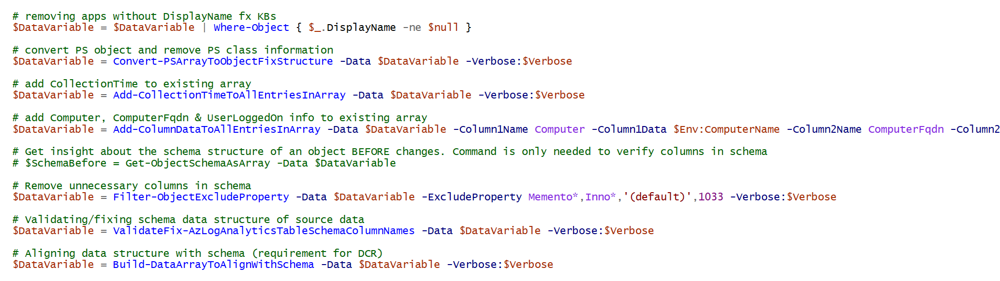 # removing apps without DisplayName fx KBs
$DataVariable = $DataVariable | Where-Object { $_.DisplayName -ne $null }
# convert PS object and remove PS class information
$DataVariable = Convert-PSArrayToObjectFixStructure -Data $DataVariable -Verbose:$Verbose
# add CollectionTime to existing array
$DataVariable = Add-CollectionTimeToAllEntriesInArray -Data $DataVariable -Verbose:$Verbose
# add Computer, ComputerFqdn & UserLoggedOn info to existing array
$DataVariable = Add-ColumnDataToAllEntriesInArray -Data $DataVariable -Column1Name Computer -Column1Data $Env:ComputerName -Column2Name ComputerFqdn -Column2
# Get insight about the schema structure of an object BEFORE changes. Command is only needed to verify columns in schema
# $SchemaBefore = Get-ObjectSchemaAsArray -Data $DataVariable
# Remove unnecessary columns in schema
$DataVariable = Filter-ObjectExcludeProperty -Data $DataVariable -ExcludeProperty Memento*,Inno*,'(default)',1033 -Verbose:$Verbose
# Validating/fixing schema data structure of source data
$DataVariable = ValidateFix-AzLogAnalyticsTableSchemaColumnNames -Data $DataVariable -Verbose:$Verbose
# Aligning data structure with schema (requirement for DCR)
$DataVariable = Build-DataArrayToAlignWithSchema -Data $DataVariable -Verbose:$Verbose